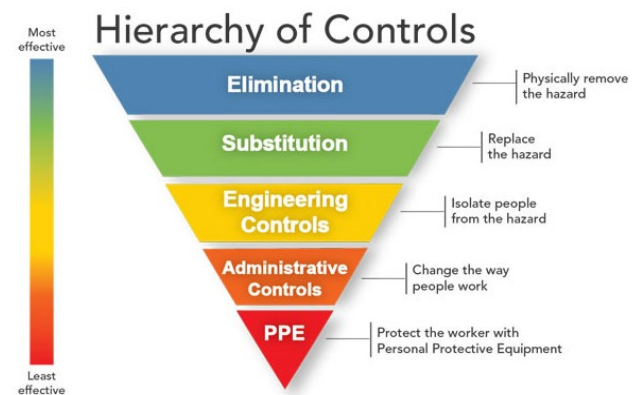 Hierarchy of Controls
Most
effective
Elimination
Physically remove
the hazard
Substitution
Replace
the hazard
Engineering
Controls
Isolate people
from the hazard
Administrative
Controls
Change the way
people work
PPE
Protect the worker with
Personal Protective Equipment
Least
effective